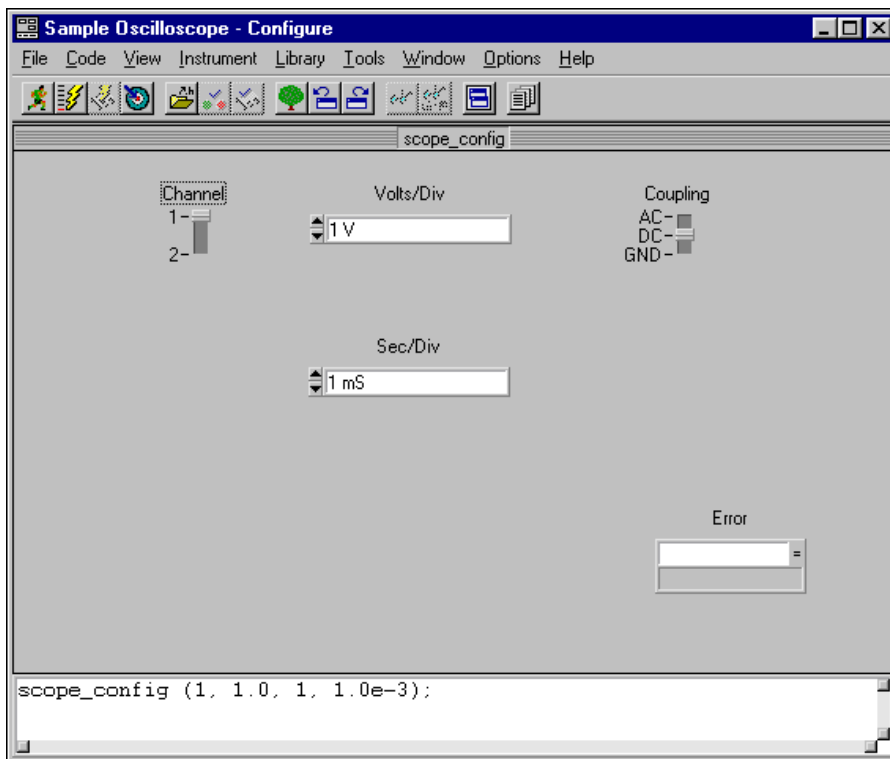 Sample Oscilloscope - Configure
File Code View Instrument Library Tools Window Options Help
scope_config
Channel
1
2
Volts/Div
1 V
Coupling
AC
DC
GND
Sec/Div
1 mS
Error
=
scope_config (1, 1.0, 1, 1.0e-3);